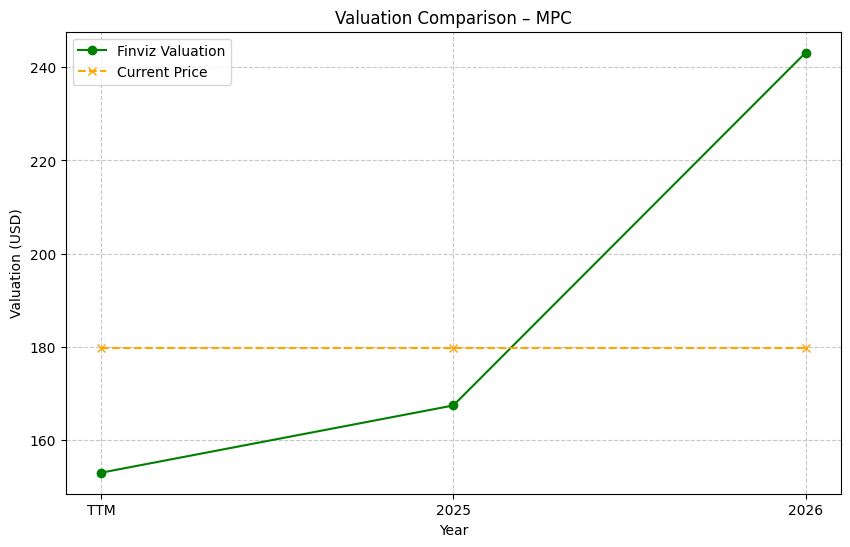 Valuation Comparison – MPC
Finviz Valuation
Current Price
Valuation (USD)
240
220
200
180
160
TTM
2025
2026
Year